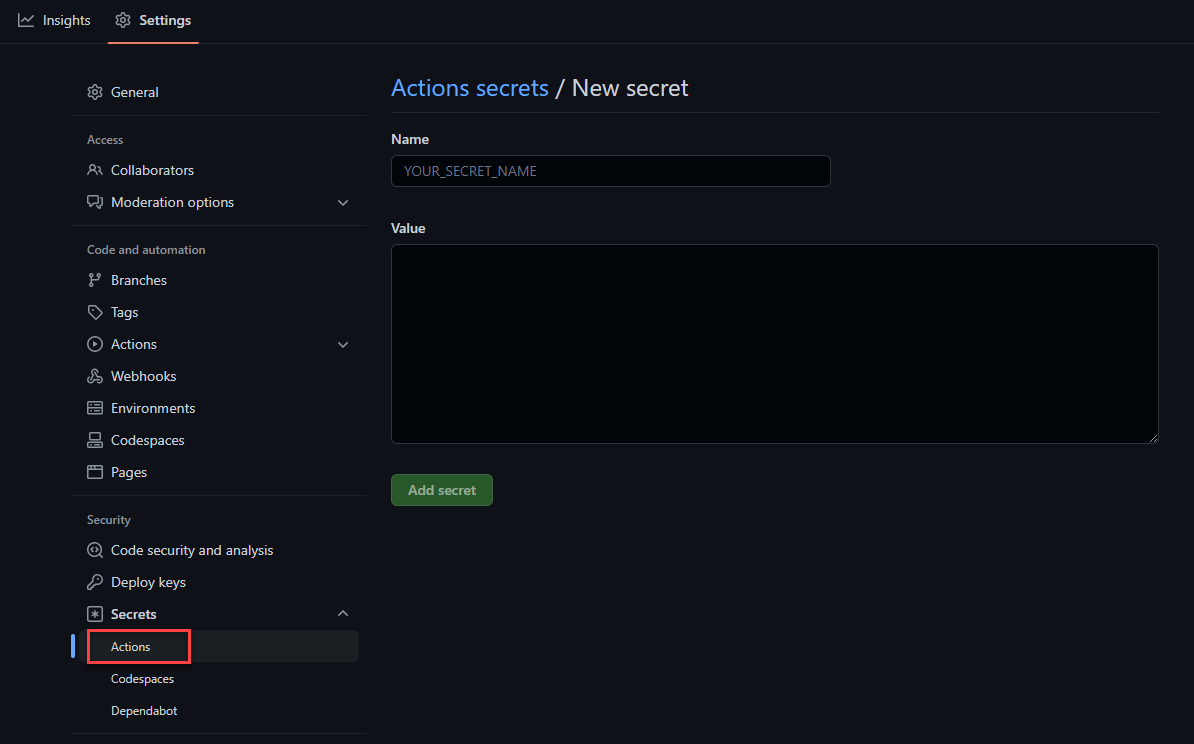 Insights
Settings
General
Access
Collaborators
Moderation options
Code and automation
Branches
Tags
Actions
Webhooks
Environments
Codespaces
Pages
Security
Code security and analysis
Deploy keys
Secrets
Actions
Codespaces
Dependabot
Actions secrets / New secret
Name
YOUR_SECRET_NAME
Value
Add secret